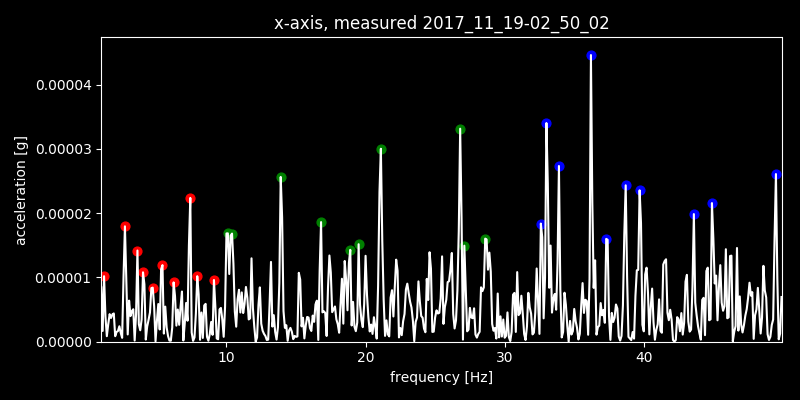 x-axis, measured 2017_11_19-02_50_02
acceleration [g]
0.00004
0.00003
0.00002
0.00001
0.00000
10 20 30 40
frequency [Hz]